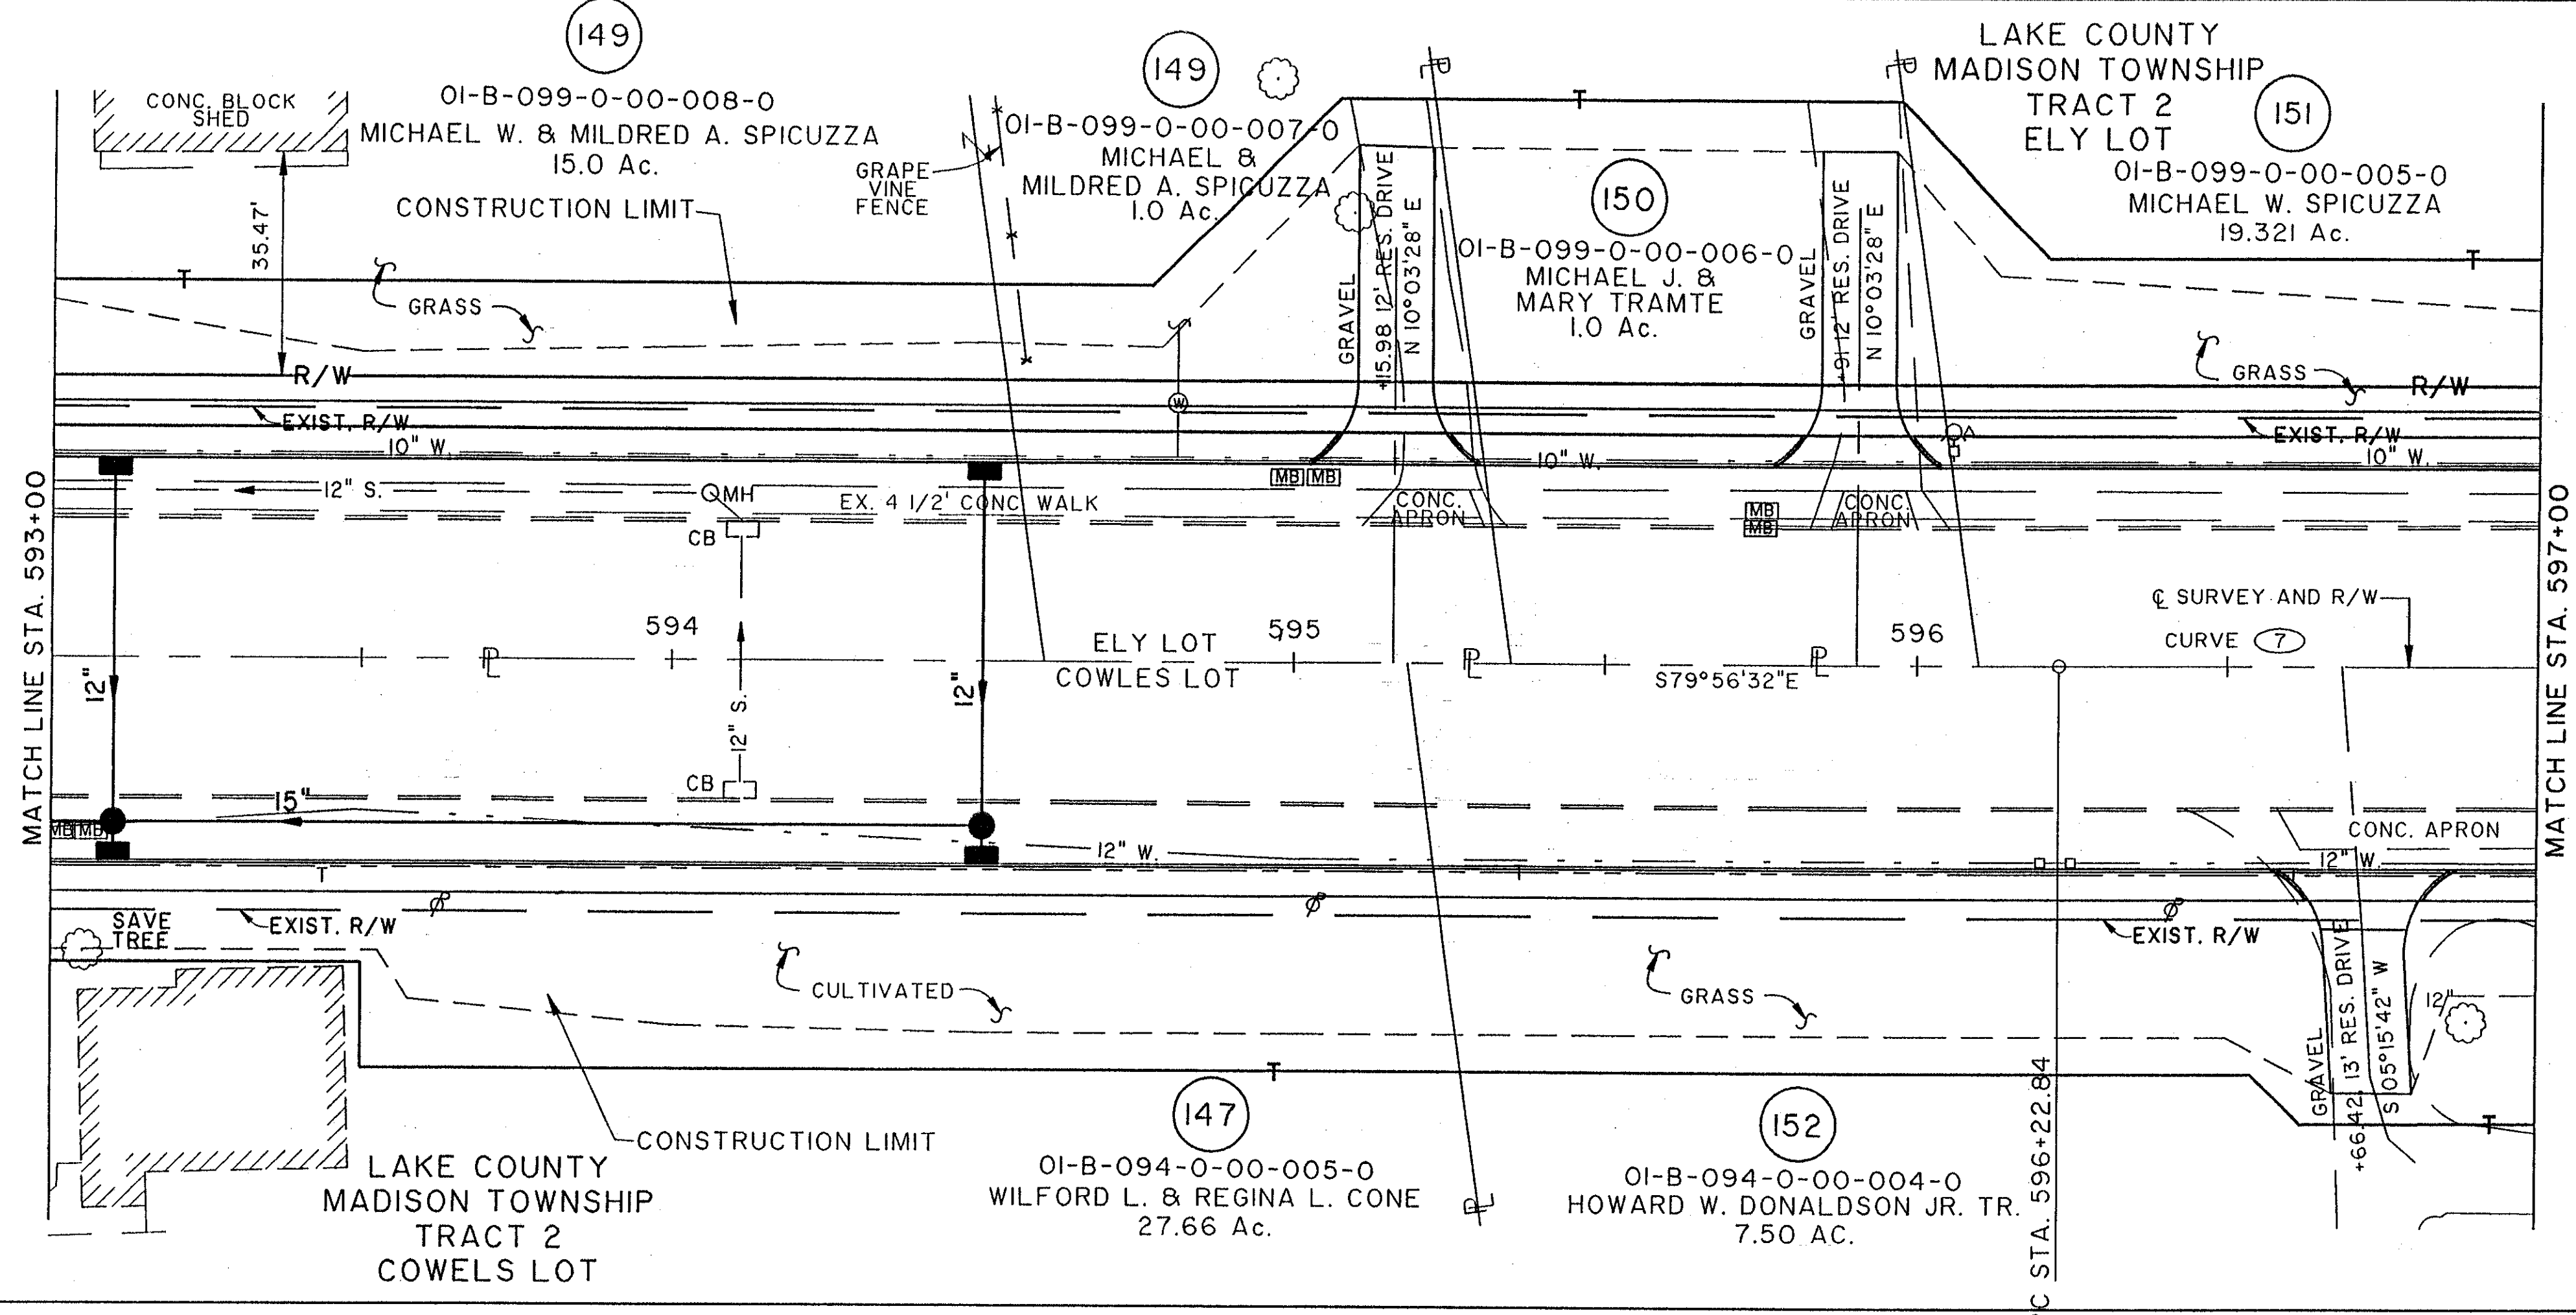 149
01-B-099-0-00-008-0
MICHAEL W. & MILDRED A. SPICUZZA
15.0 Ac.
CONC. BLOCK
SHED
35.47'
CONSTRUCTION LIMIT
GRAPE
VINE
FENCE
149
01-B-099-0-00-007-0
MICHAEL &
MILDRED A. SPICUZZA
1.0 Ac.
T
150
01-B-099-0-00-006-0
MICHAEL J. &
MARY TRAMTE
1.0 Ac.
LAKE COUNTY
MADISON TOWNSHIP
TRACT 2
ELY LOT
151
01-B-099-0-00-005-0
MICHAEL W. SPICUZZA
19.321 Ac.
T
T
GRASS
GRAVEL
+15.98 12' RES. DRIVE
N 10°03'28" E
GRAVEL
+91 12' RES. DRIVE
N 10°03'28" E
GRASS
R/W
R/W
EXIST. R/W
EXIST. R/W
W
10" W.
10" W.
10" W.
MB MB
MB
MB
12" S.
MH
EX. 4 1/2' CONC. WALK
CONC.
APRON
CONC.
APRON
CB
MATCH LINE STA. 593+00
MATCH LINE STA. 597+00
℄ SURVEY AND R/W
CURVE 7
594
595
596
ELY LOT
COWLES LOT
S79°56'32"E
12"
12" S.
12"
CB
15"
MB MB
12" W.
CONC. APRON
12" W.
T
SAVE
TREE
EXIST. R/W
EXIST. R/W
CULTIVATED
GRASS
GRAVEL
+66.42, 13' RES. DRIVE
S 05°15'42" W
12"
T
T
CONSTRUCTION LIMIT
LAKE COUNTY
MADISON TOWNSHIP
TRACT 2
COWELS LOT
147
01-B-094-0-00-005-0
WILFORD L. & REGINA L. CONE
27.66 Ac.
152
01-B-094-0-00-004-0
HOWARD W. DONALDSON JR. TR.
7.50 AC.
C STA. 596+22.84